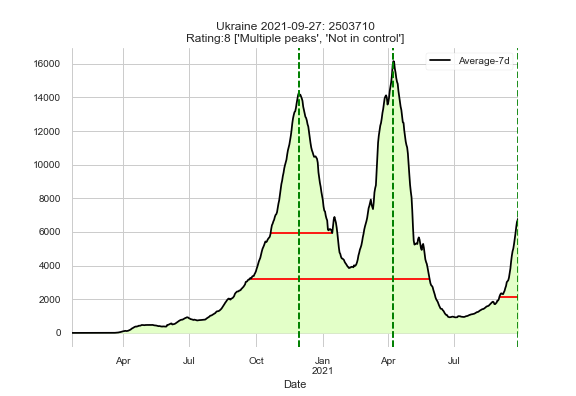 Ukraine 2021-09-27: 2503710
Rating:8 ['Multiple peaks', 'Not in control']
Average-7d
16000
14000
12000
10000
8000
6000
4000
2000
0
Apr
Jul
Oct
Jan
2021
Apr
Jul
Date